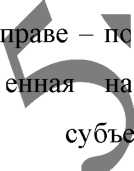 праве – по
енная на
субъе